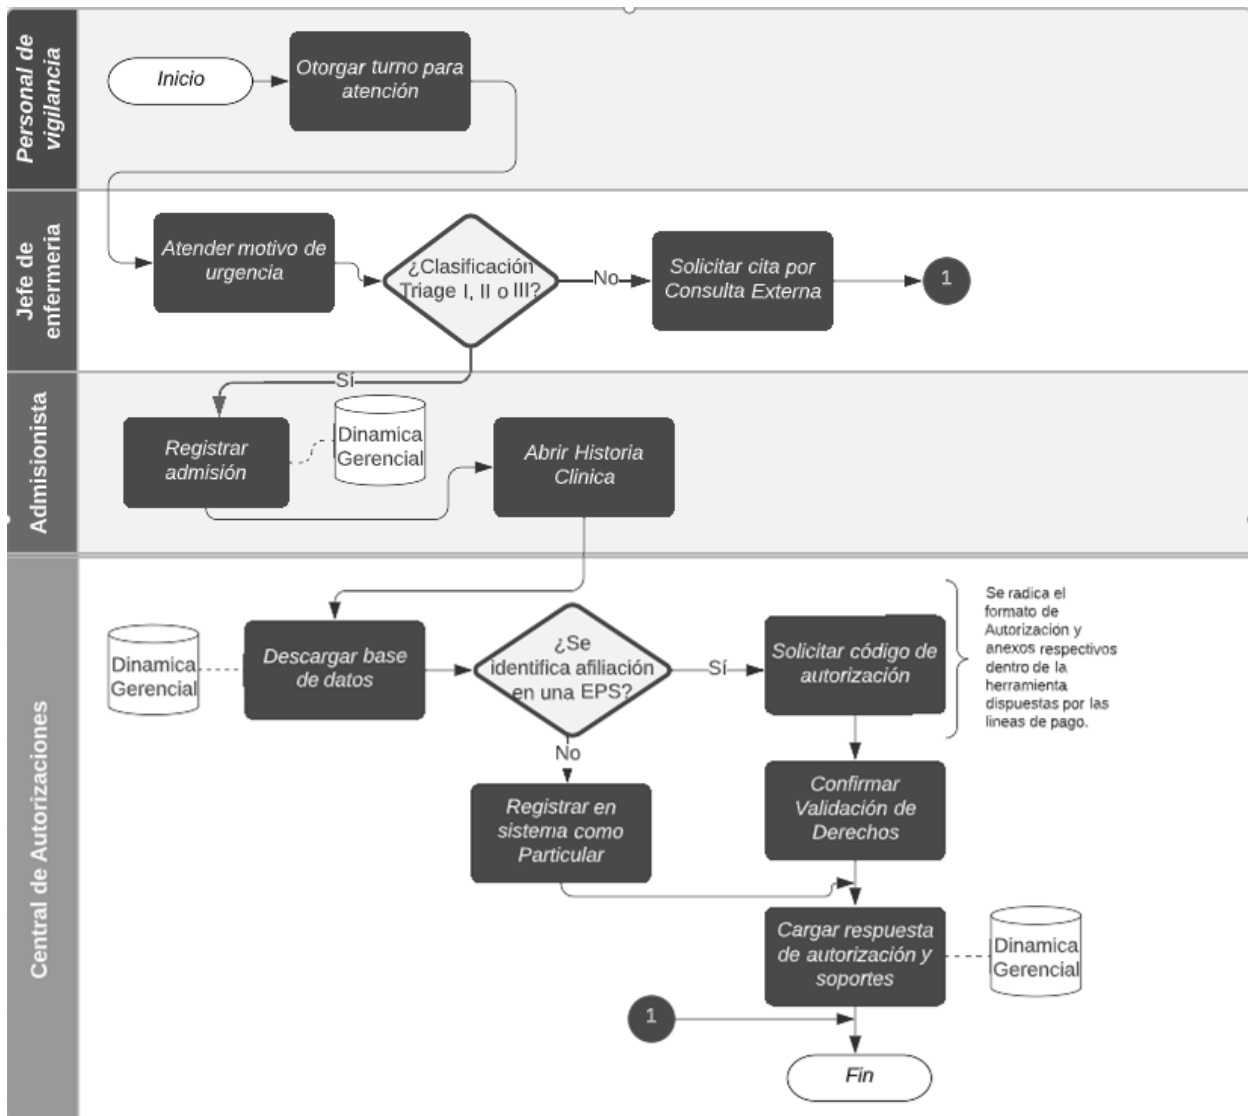 Personal de
vigilancia
Inicio
Otorgar turno para
atención
Jefe de
enfermeria
Atender motivo de
urgencia
¿Clasificación
Triage I, II o III?
No
Solicitar cita por
Consulta Externa
1
Sí
Admisionista
Registrar
admisión
Dinamica
Gerencial
Abrir Historia
Clinica
Central de Autorizaciones
Dinamica
Gerencial
Descargar base
de datos
¿Se
identifica afiliación
en una EPS?
Sí
Solicitar código de
autorización
Se radica el
formato de
Autorización y
anexos respectivos
dentro de la
herramienta
dispuestas por las
lineas de pago.
No
Registrar en
sistema como
Particular
Confirmar
Validación de
Derechos
Cargar respuesta
de autorización y
soportes
Dinamica
Gerencial
1
Fin